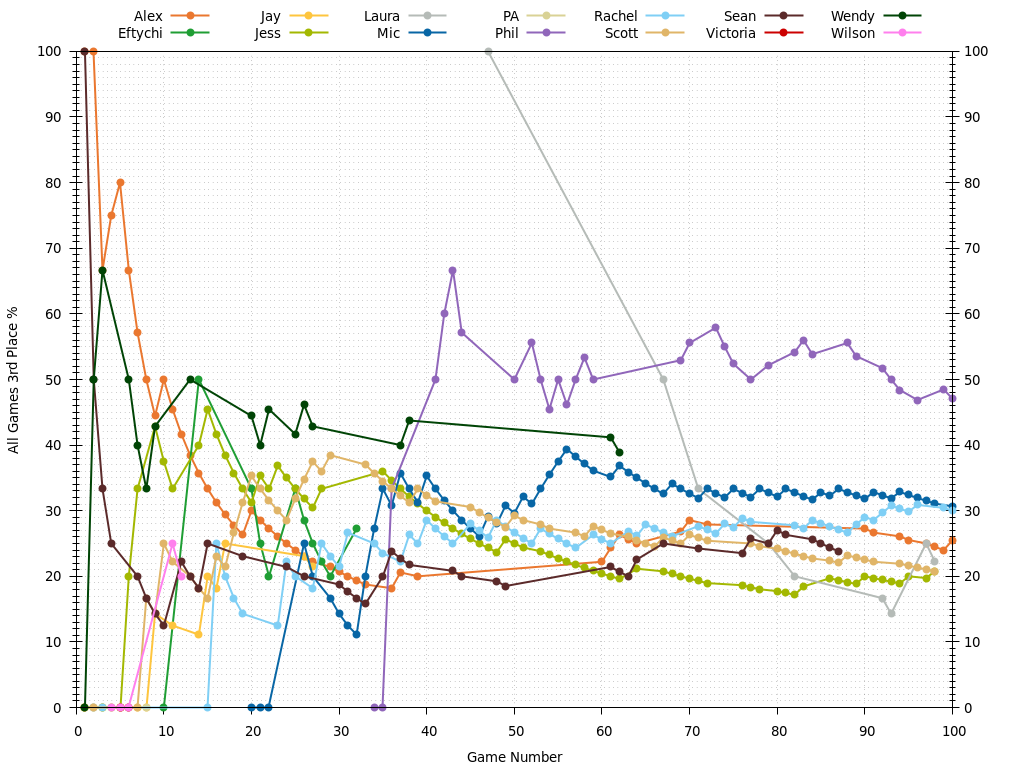 Alex Jay Laura PA Rachel Sean Wendy
Eftychi Jess Mic Phil Scott Victoria Wilson
100 100
90 90
80 80
70 70
60 60
50 50
40 40
30 30
20 20
10 10
0 0
All Games 3rd Place %
0 10 20 30 40 50 60 70 80 90 100
Game Number